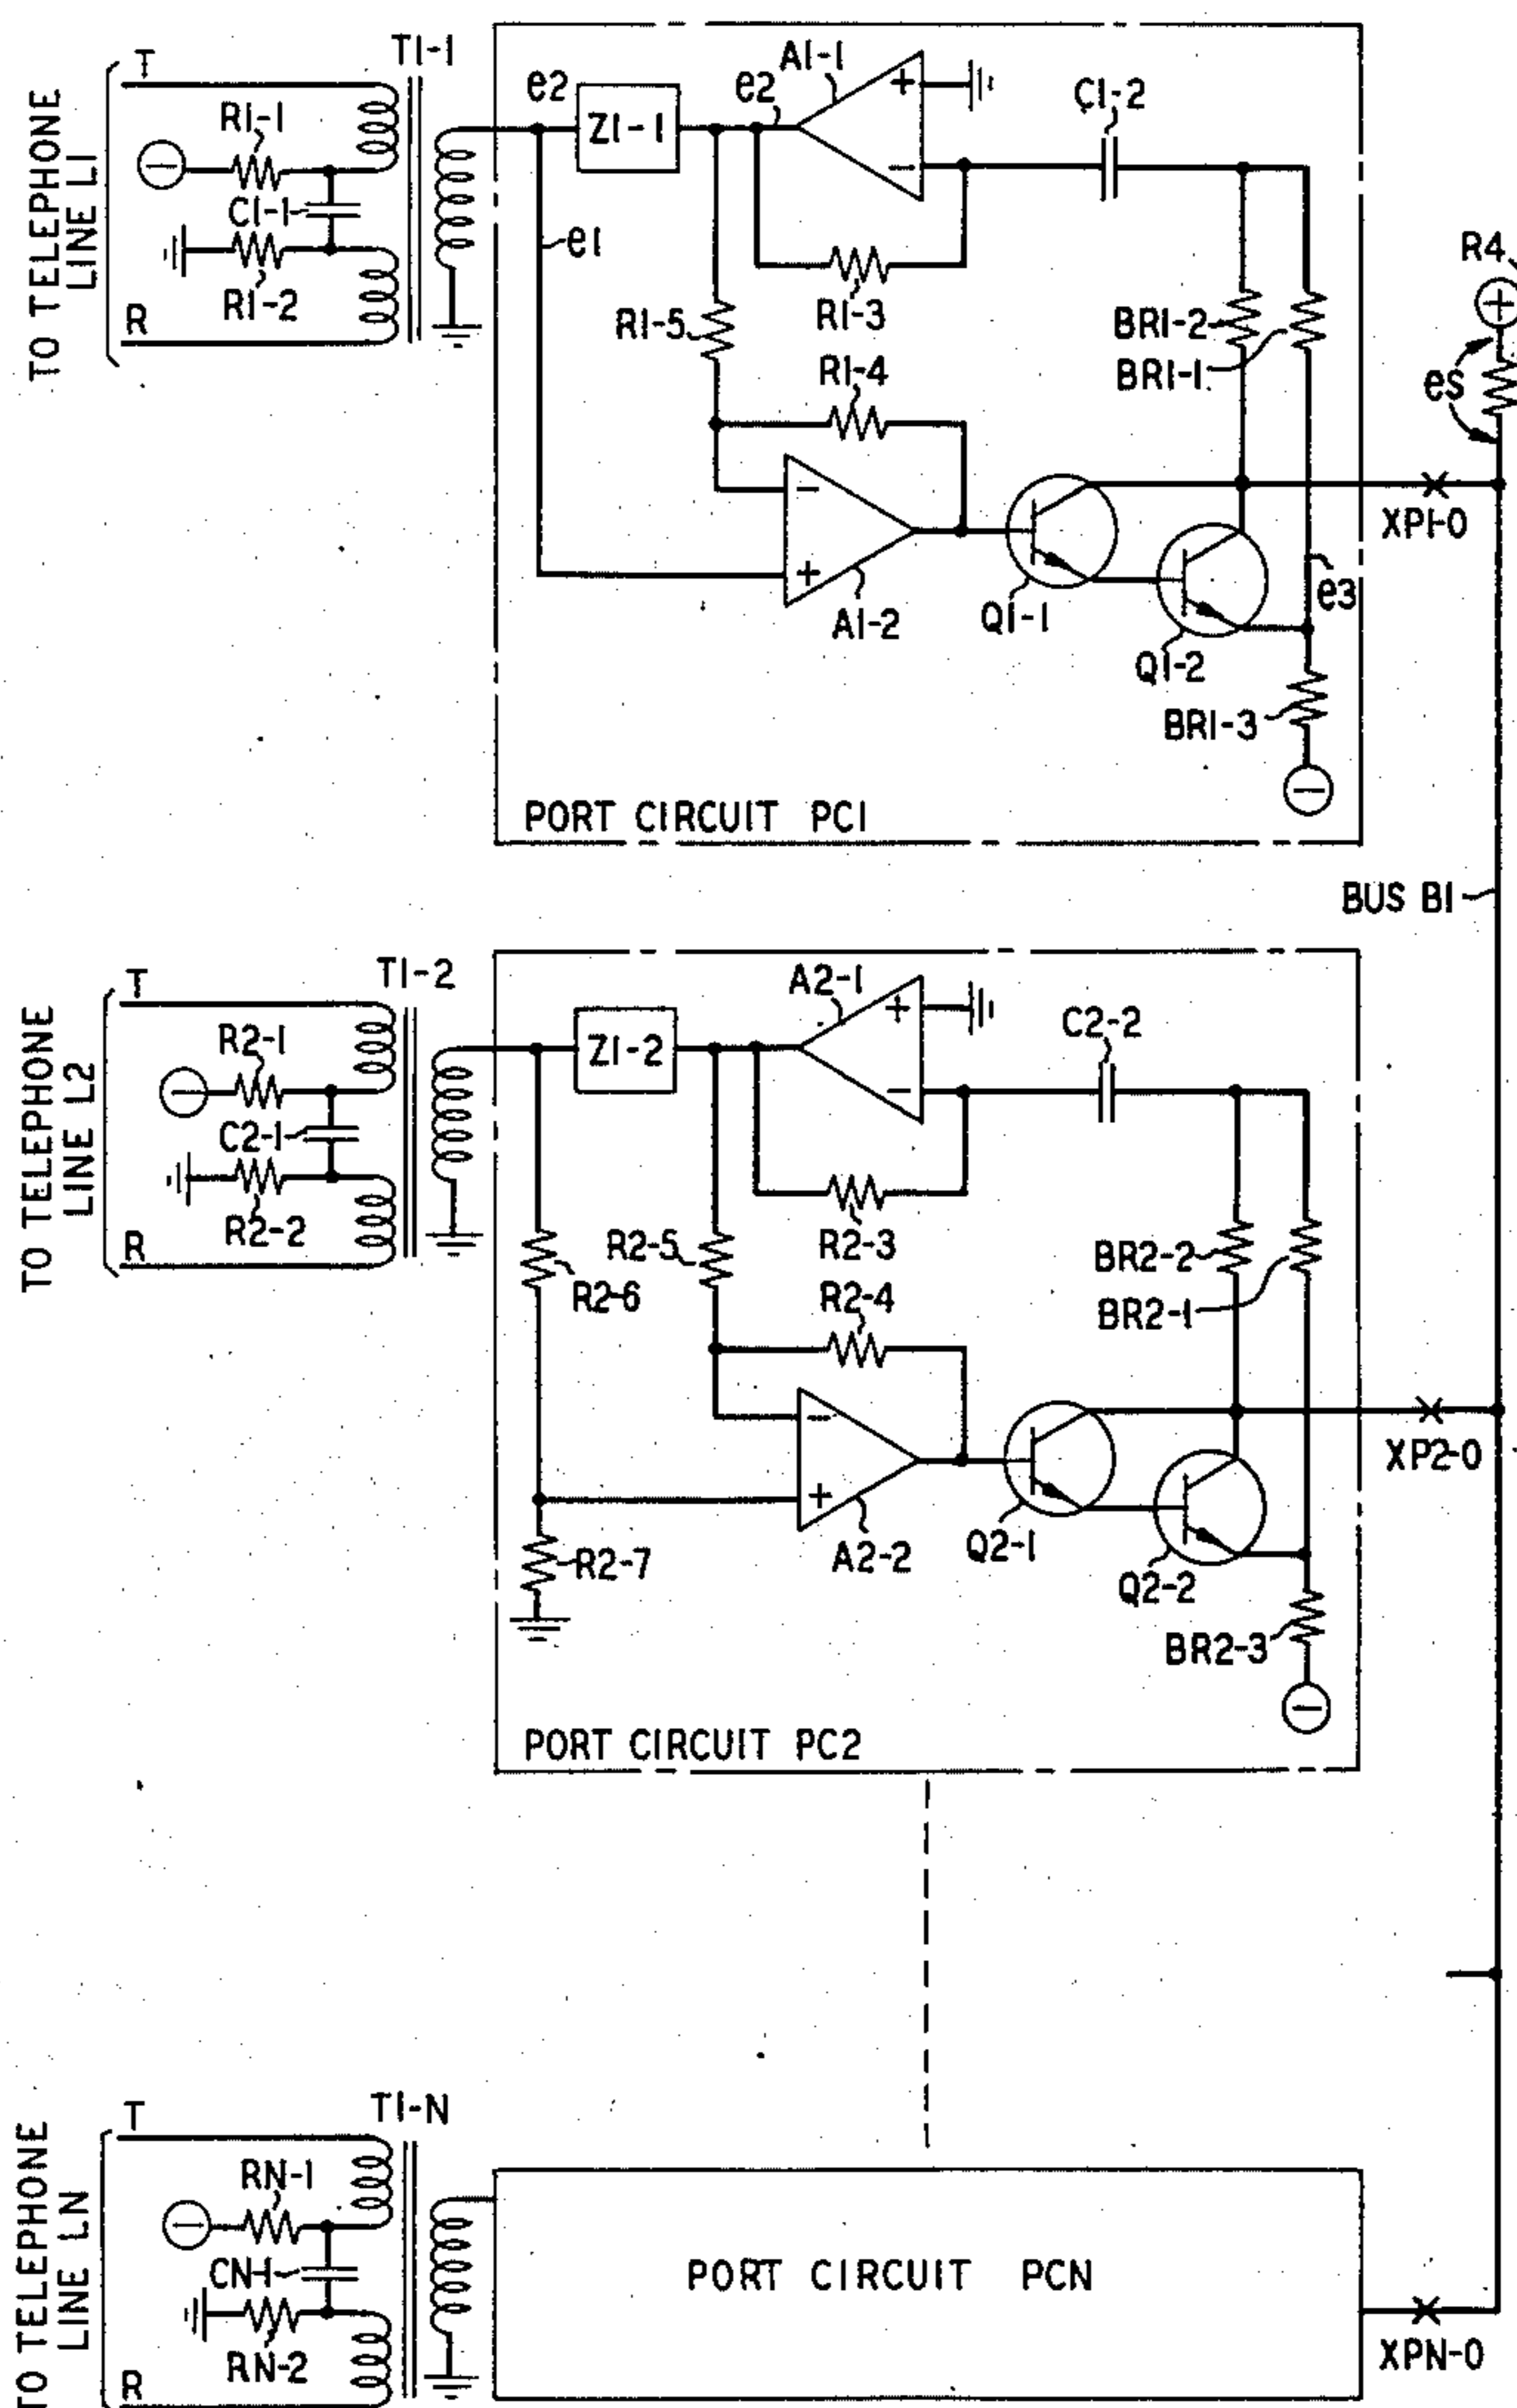 TO TELEPHONE
LINE L1
T
R1-1
C1-1
R1-2
R
T1-1
e2
Z1-1
e2
A1-1
+
−
C1-2
e1
R1-3
R1-5
R1-4
BR1-2
BR1-1
R4
+
es
−
+
A1-2
Q1-1
Q1-2
e3
XP1-0
BR1-3
PORT CIRCUIT PC1
BUS B1
TO TELEPHONE
LINE L2
T
R2-1
C2-1
R2-2
R
T1-2
Z1-2
A2-1
+
−
C2-2
R2-3
R2-5
R2-6
R2-4
BR2-2
BR2-1
−
+
A2-2
R2-7
Q2-1
Q2-2
XP2-0
BR2-3
PORT CIRCUIT PC2
TO TELEPHONE
LINE LN
T
RN-1
CN-1
RN-2
R
T1-N
PORT CIRCUIT PCN
XPN-0